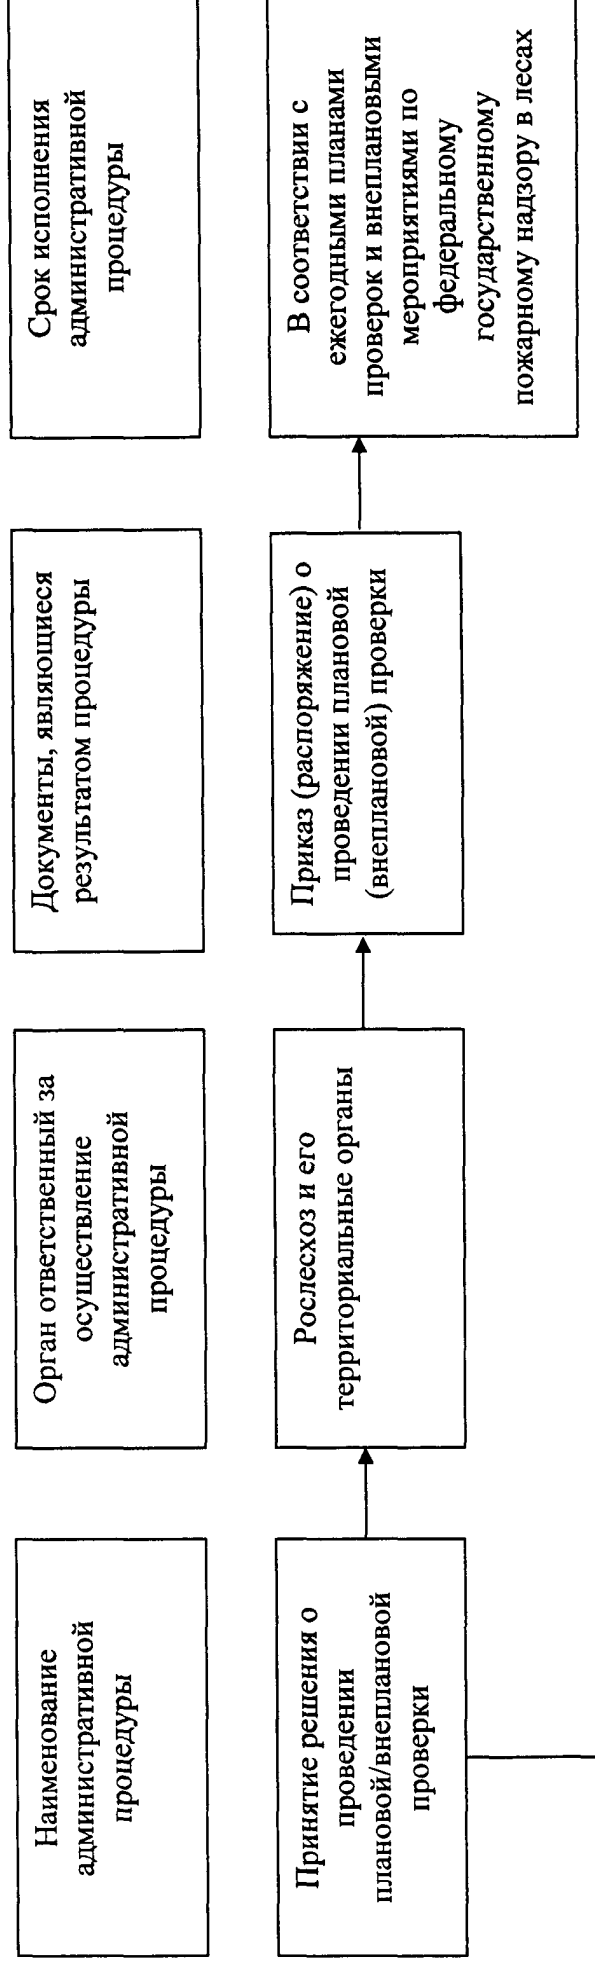 Наименование
административной
процедуры
Орган ответственный за
осуществление
административной
процедуры
Документы, являющиеся
результатом процедуры
Срок исполнения
административной
процедуры
Принятие решения о
проведении
плановой/внеплановой
проверки
Рослесхоз и его
территориальные органы
Приказ (распоряжение) о
проведении плановой
(внеплановой) проверки
В соответствии с
ежегодными планами
проверок и внеплановыми
мероприятиями по
федеральному
государственному
пожарному надзору в лесах